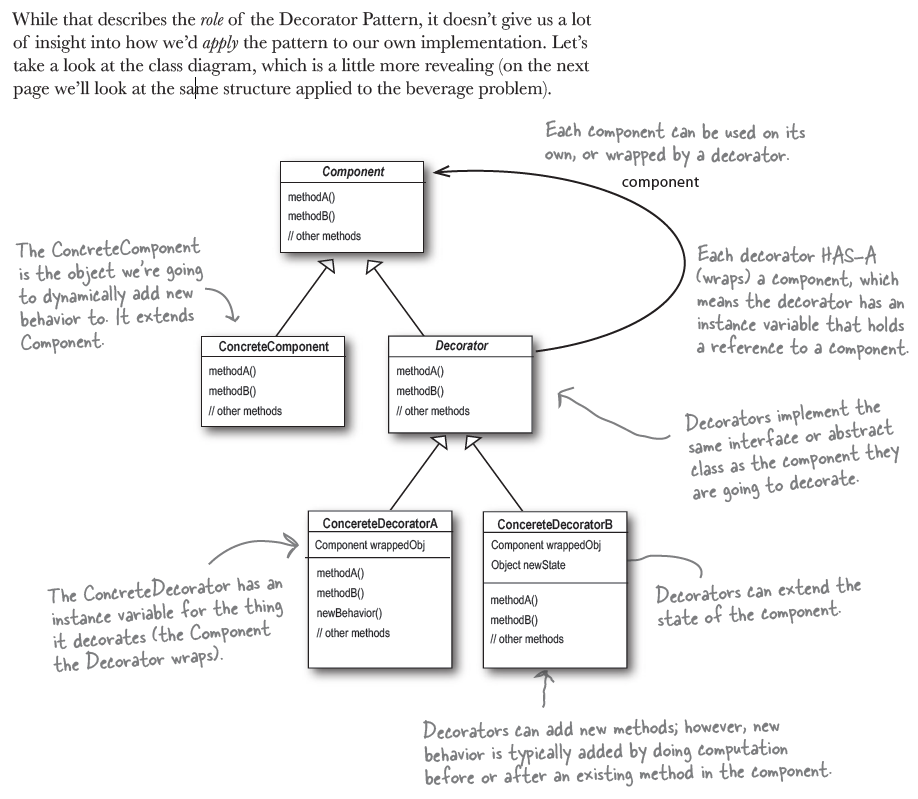 While that describes the role of the Decorator Pattern, it doesn't give us a lot
of insight into how we'd apply the pattern to our own implementation. Let's
take a look at the class diagram, which is a little more revealing (on the next
page we'll look at the same structure applied to the beverage problem).
Each component can be used on its
own, or wrapped by a decorator.
component
Component
methodA()
methodB()
// other methods
The ConcreteComponent
is the object we're going
to dynamically add new
behavior to. It extends
Component.
Each decorator HAS-A
(wraps) a component, which
means the decorator has an
instance variable that holds
a reference to a component.
ConcreteComponent
methodA()
methodB()
// other methods
Decorator
methodA()
methodB()
// other methods
Decorators implement the
same interface or abstract
class as the component they
are going to decorate.
ConcereteDecoratorA
Component wrappedObj
methodA()
methodB()
newBehavior()
// other methods
ConcereteDecoratorB
Component wrappedObj
Object newState
methodA()
methodB()
// other methods
The ConcreteDecorator has an
instance variable for the thing
it decorates (the Component
the Decorator wraps).
Decorators can extend the
state of the component.
Decorators can add new methods; however, new
behavior is typically added by doing computation
before or after an existing method in the component.